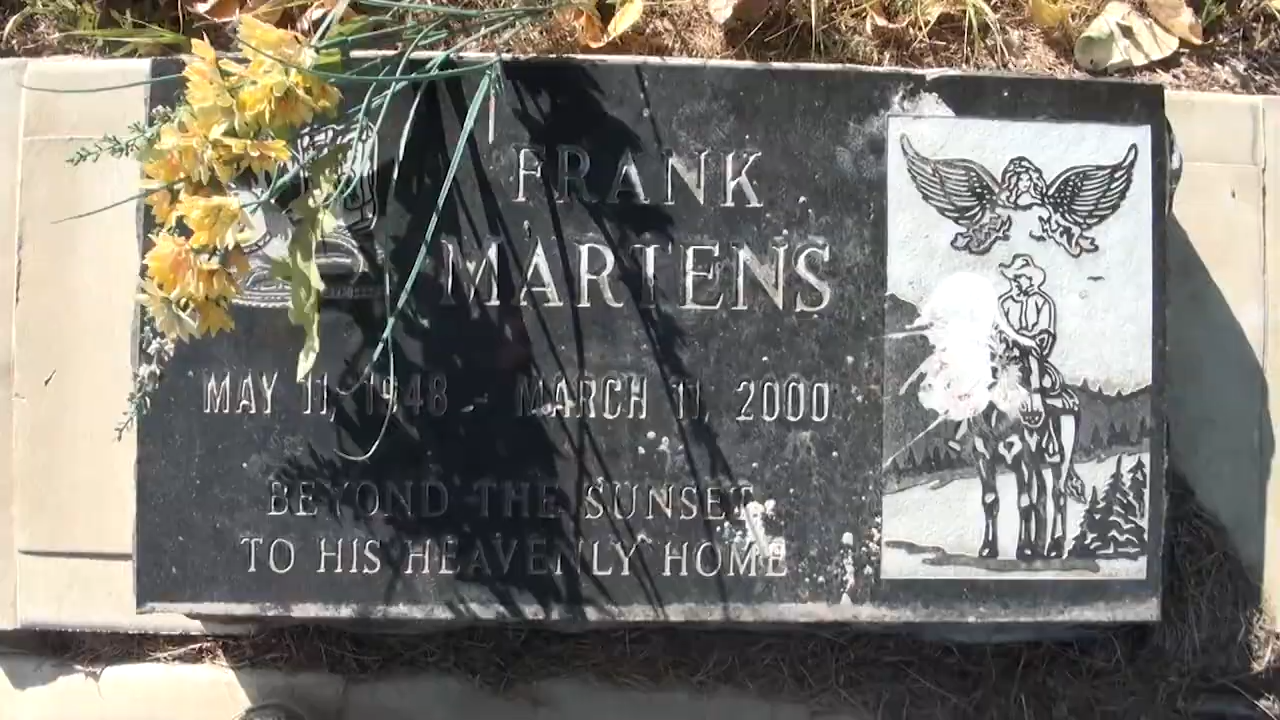 FRANK
MARTENS
MAY 11, 1948 - MARCH 11, 2000
BEYOND THE SUNSET
TO HIS HEAVENLY HOME